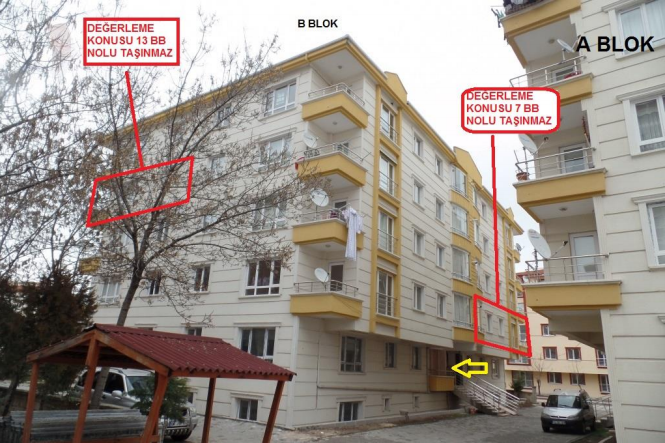 B BLOK
DEĞERLEME
KONUSU 13 BB
NOLU TAŞINMAZ
A BLOK
DEĞERLEME
KONUSU 7 BB
NOLU TAŞINMAZ